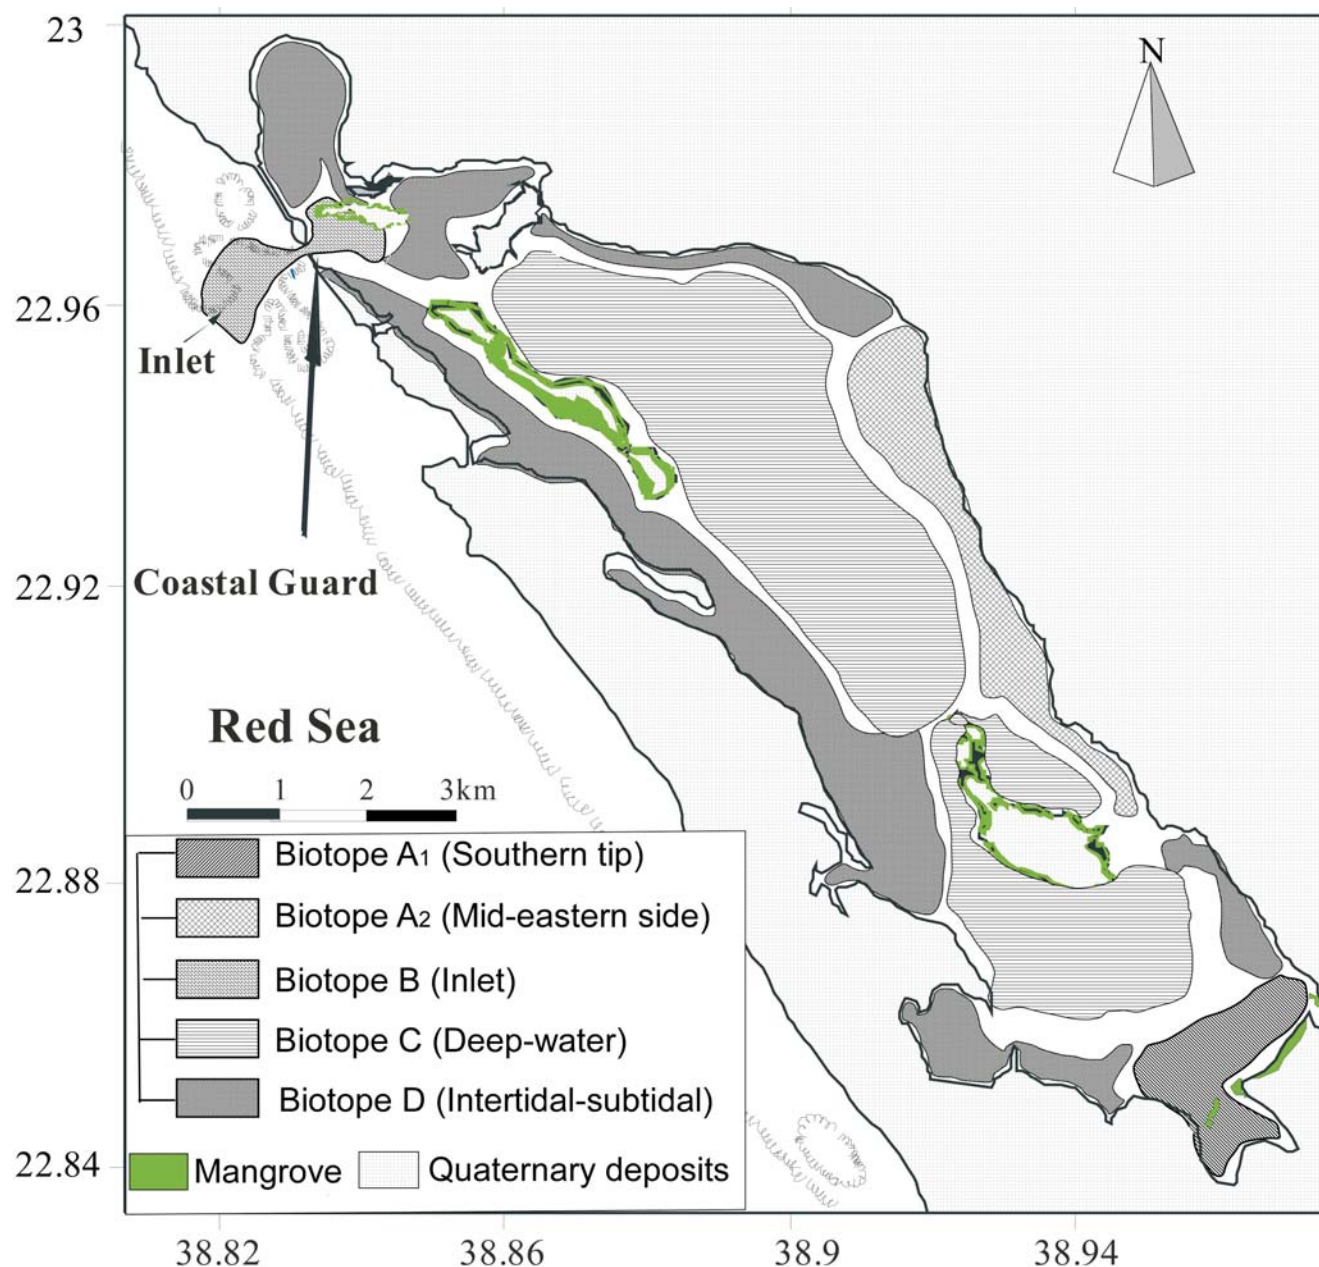 N
23
22.96
22.92
22.88
22.84
Inlet
Coastal Guard
Red Sea
0 1 2 3km
Biotope A1 (Southern tip)
Biotope A2 (Mid-eastern side)
Biotope B (Inlet)
Biotope C (Deep-water)
Biotope D (Intertidal-subtidal)
Mangrove Quaternary deposits
38.82 38.86 38.9 38.94